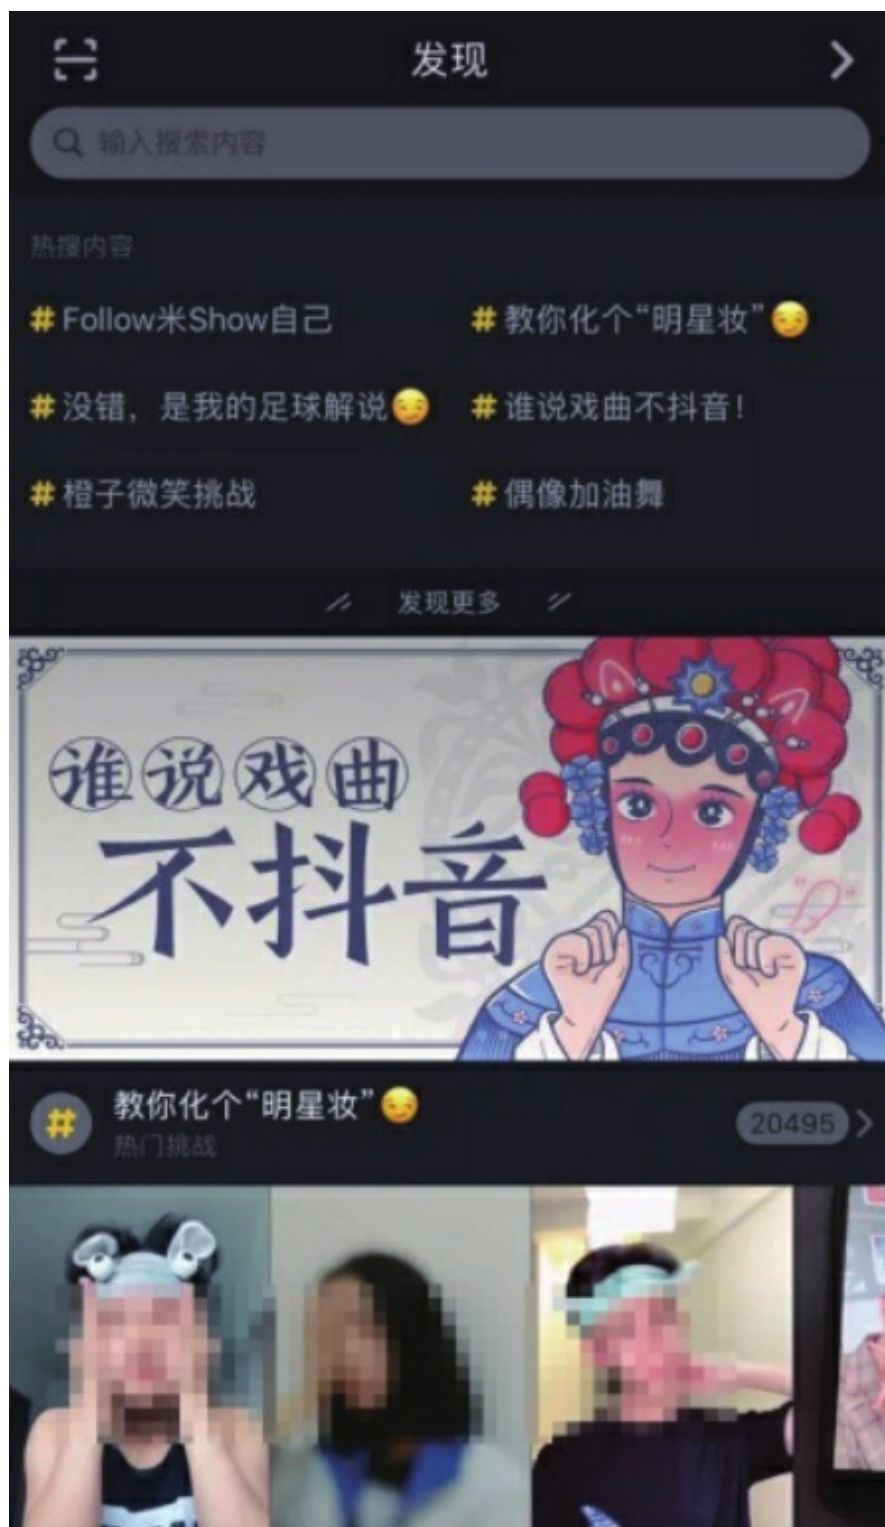 发现
输入搜索内容
热搜内容
#Follow米Show自己
#教你化个“明星妆”😏
#没错，是我的足球解说😏
#谁说戏曲不抖音！
#橙子微笑挑战
#偶像加油舞
发现更多
谁说戏曲
不抖音
#
教你化个“明星妆”😏
20495
热门挑战